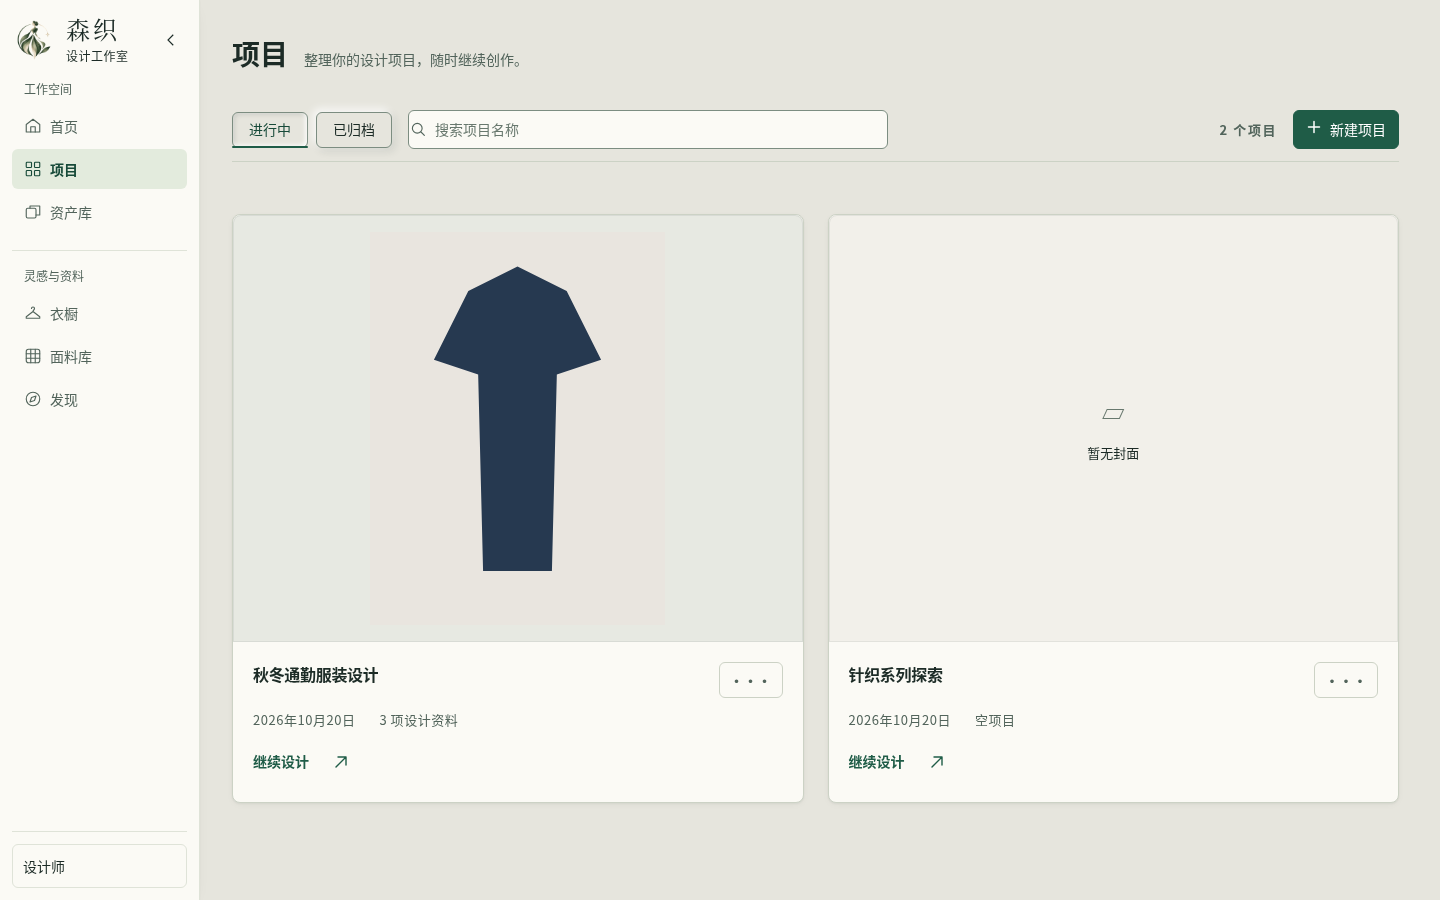 森织
设计工作室
工作空间
首页
项目
资产库
灵感与资料
衣橱
面料库
发现
设计师
项目
整理你的设计项目，随时继续创作。
进行中
已归档
搜索项目名称
2 个项目
新建项目
秋冬通勤服装设计
2026年10月20日 3 项设计资料
继续设计
暂无封面
针织系列探索
2026年10月20日 空项目
继续设计